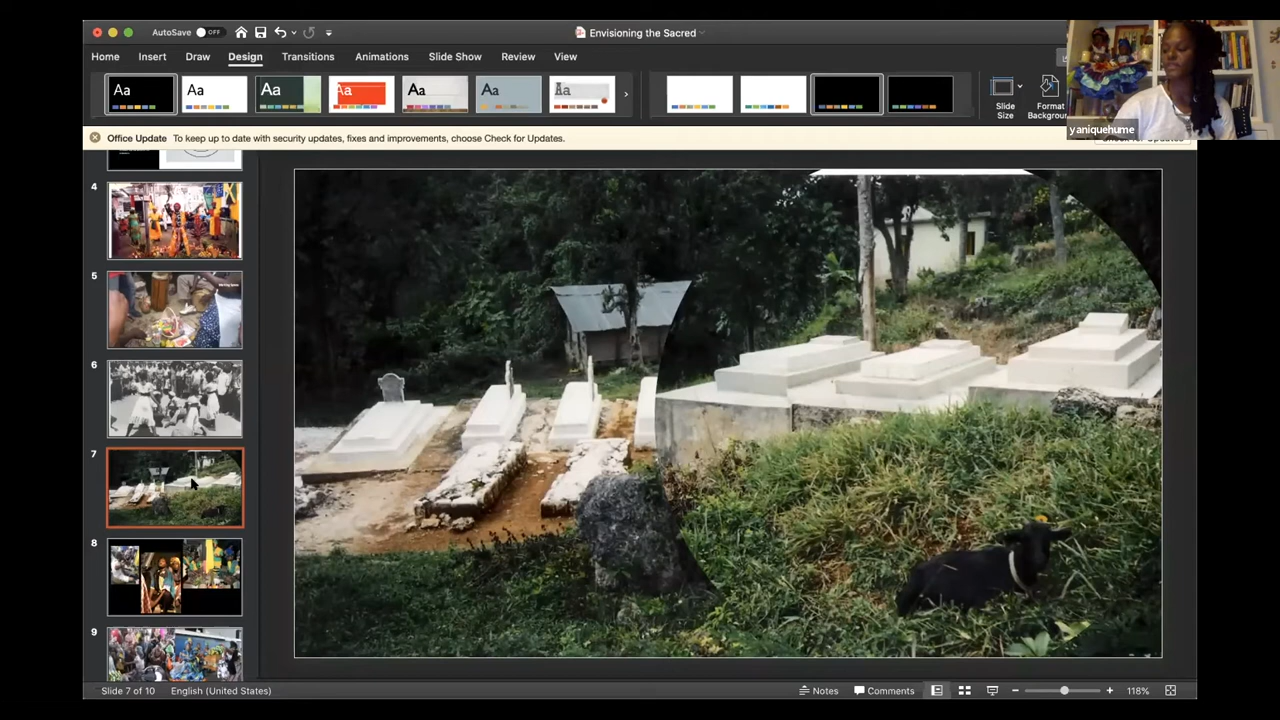 AutoSave OFF
Envisioning the Sacred
Home Insert Draw Design Transitions Animations Slide Show Review View
Aa Aa Aa Aa Aa Aa Aa
Slide Size
Format
yaniquehume
Office Update To keep up to date with security updates, fixes and improvements, choose Check for Updates.
4
5
6
7
8
9
Slide 7 of 10 English (United States) Notes Comments 118%